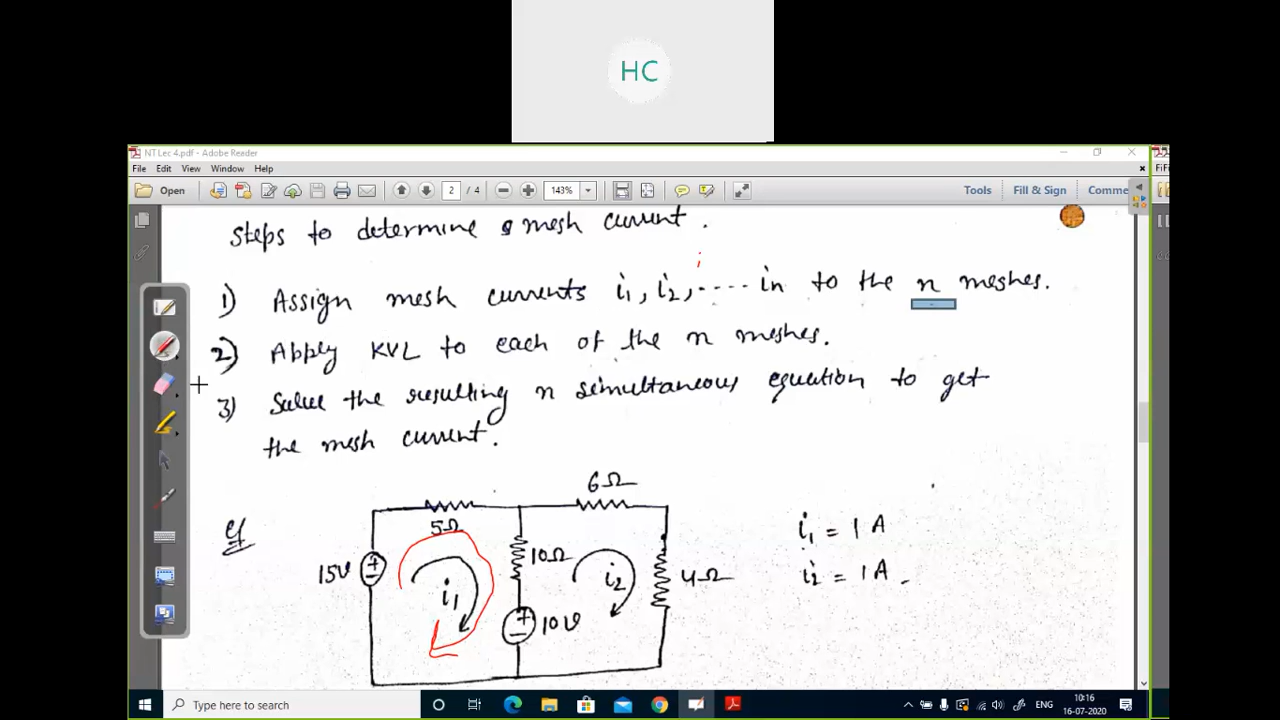 HC
NT Lec 4.pdf - Adobe Reader
File Edit View Window Help
Open 2 / 4 143% Tools Fill & Sign Comme
steps to determine mesh current.
i
1) Assign mesh currents i1, i2, ..... in to the n meshes.
2) Apply KVL to each of the n meshes.
3) Solve the resulting n simultaneous equation to get
the mesh current.
6Ω
5Ω
i1 = 1 A
15V 10Ω i2 4Ω i2 = 1 A
i1 10V
Type here to search
ENG
10:16
16-07-2020